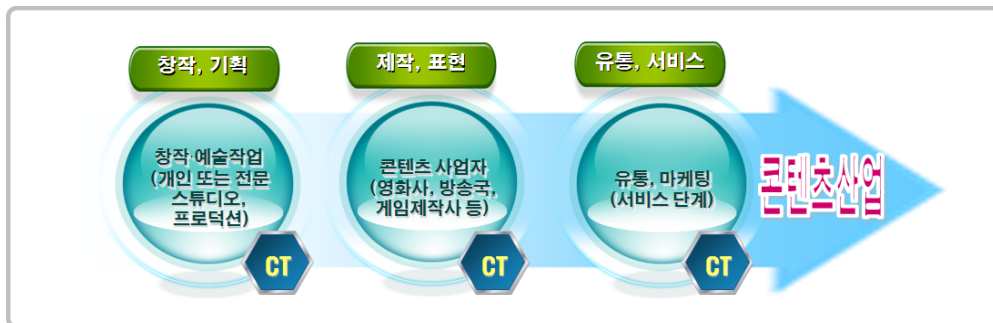 창작, 기획
창작·예술작업
(개인 또는 전문
스튜디오,
프로덕션)
CT
제작, 표현
콘텐츠 사업자
(영화사, 방송국,
게임제작사 등)
CT
유통, 서비스
유통, 마케팅
(서비스 단계)
CT
콘텐츠산업